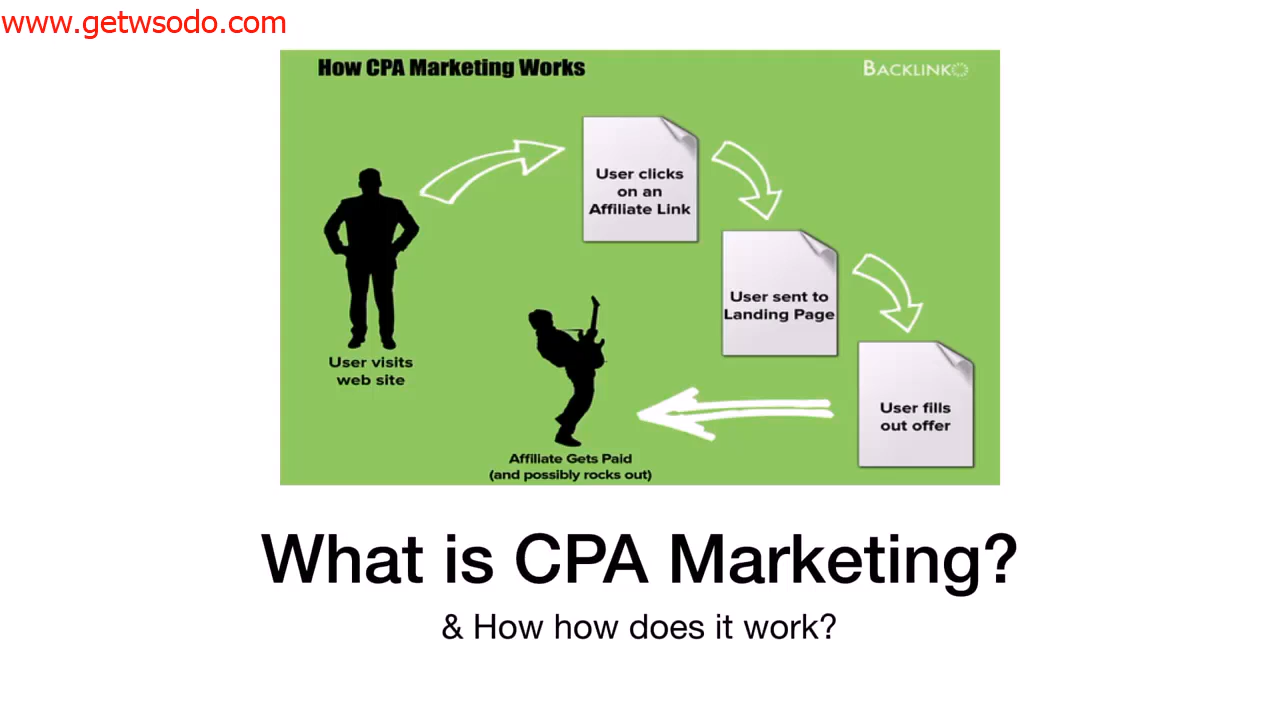 www.getwsodo.com
How CPA Marketing Works
BACKLINKO
User clicks
on an
Affiliate Link
User sent to
Landing Page
User visits
web site
User fills
out offer
Affiliate Gets Paid
(and possibly rocks out)
What is CPA Marketing?
& How how does it work?